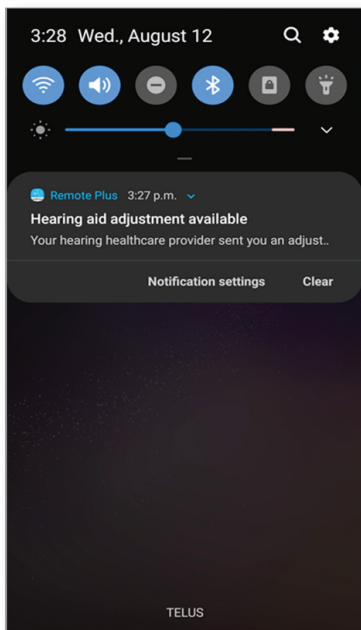 3:28 Wed., August 12
Remote Plus 3:27 p.m.
Hearing aid adjustment available
Your hearing healthcare provider sent you an adjust..
Notification settings Clear
TELUS